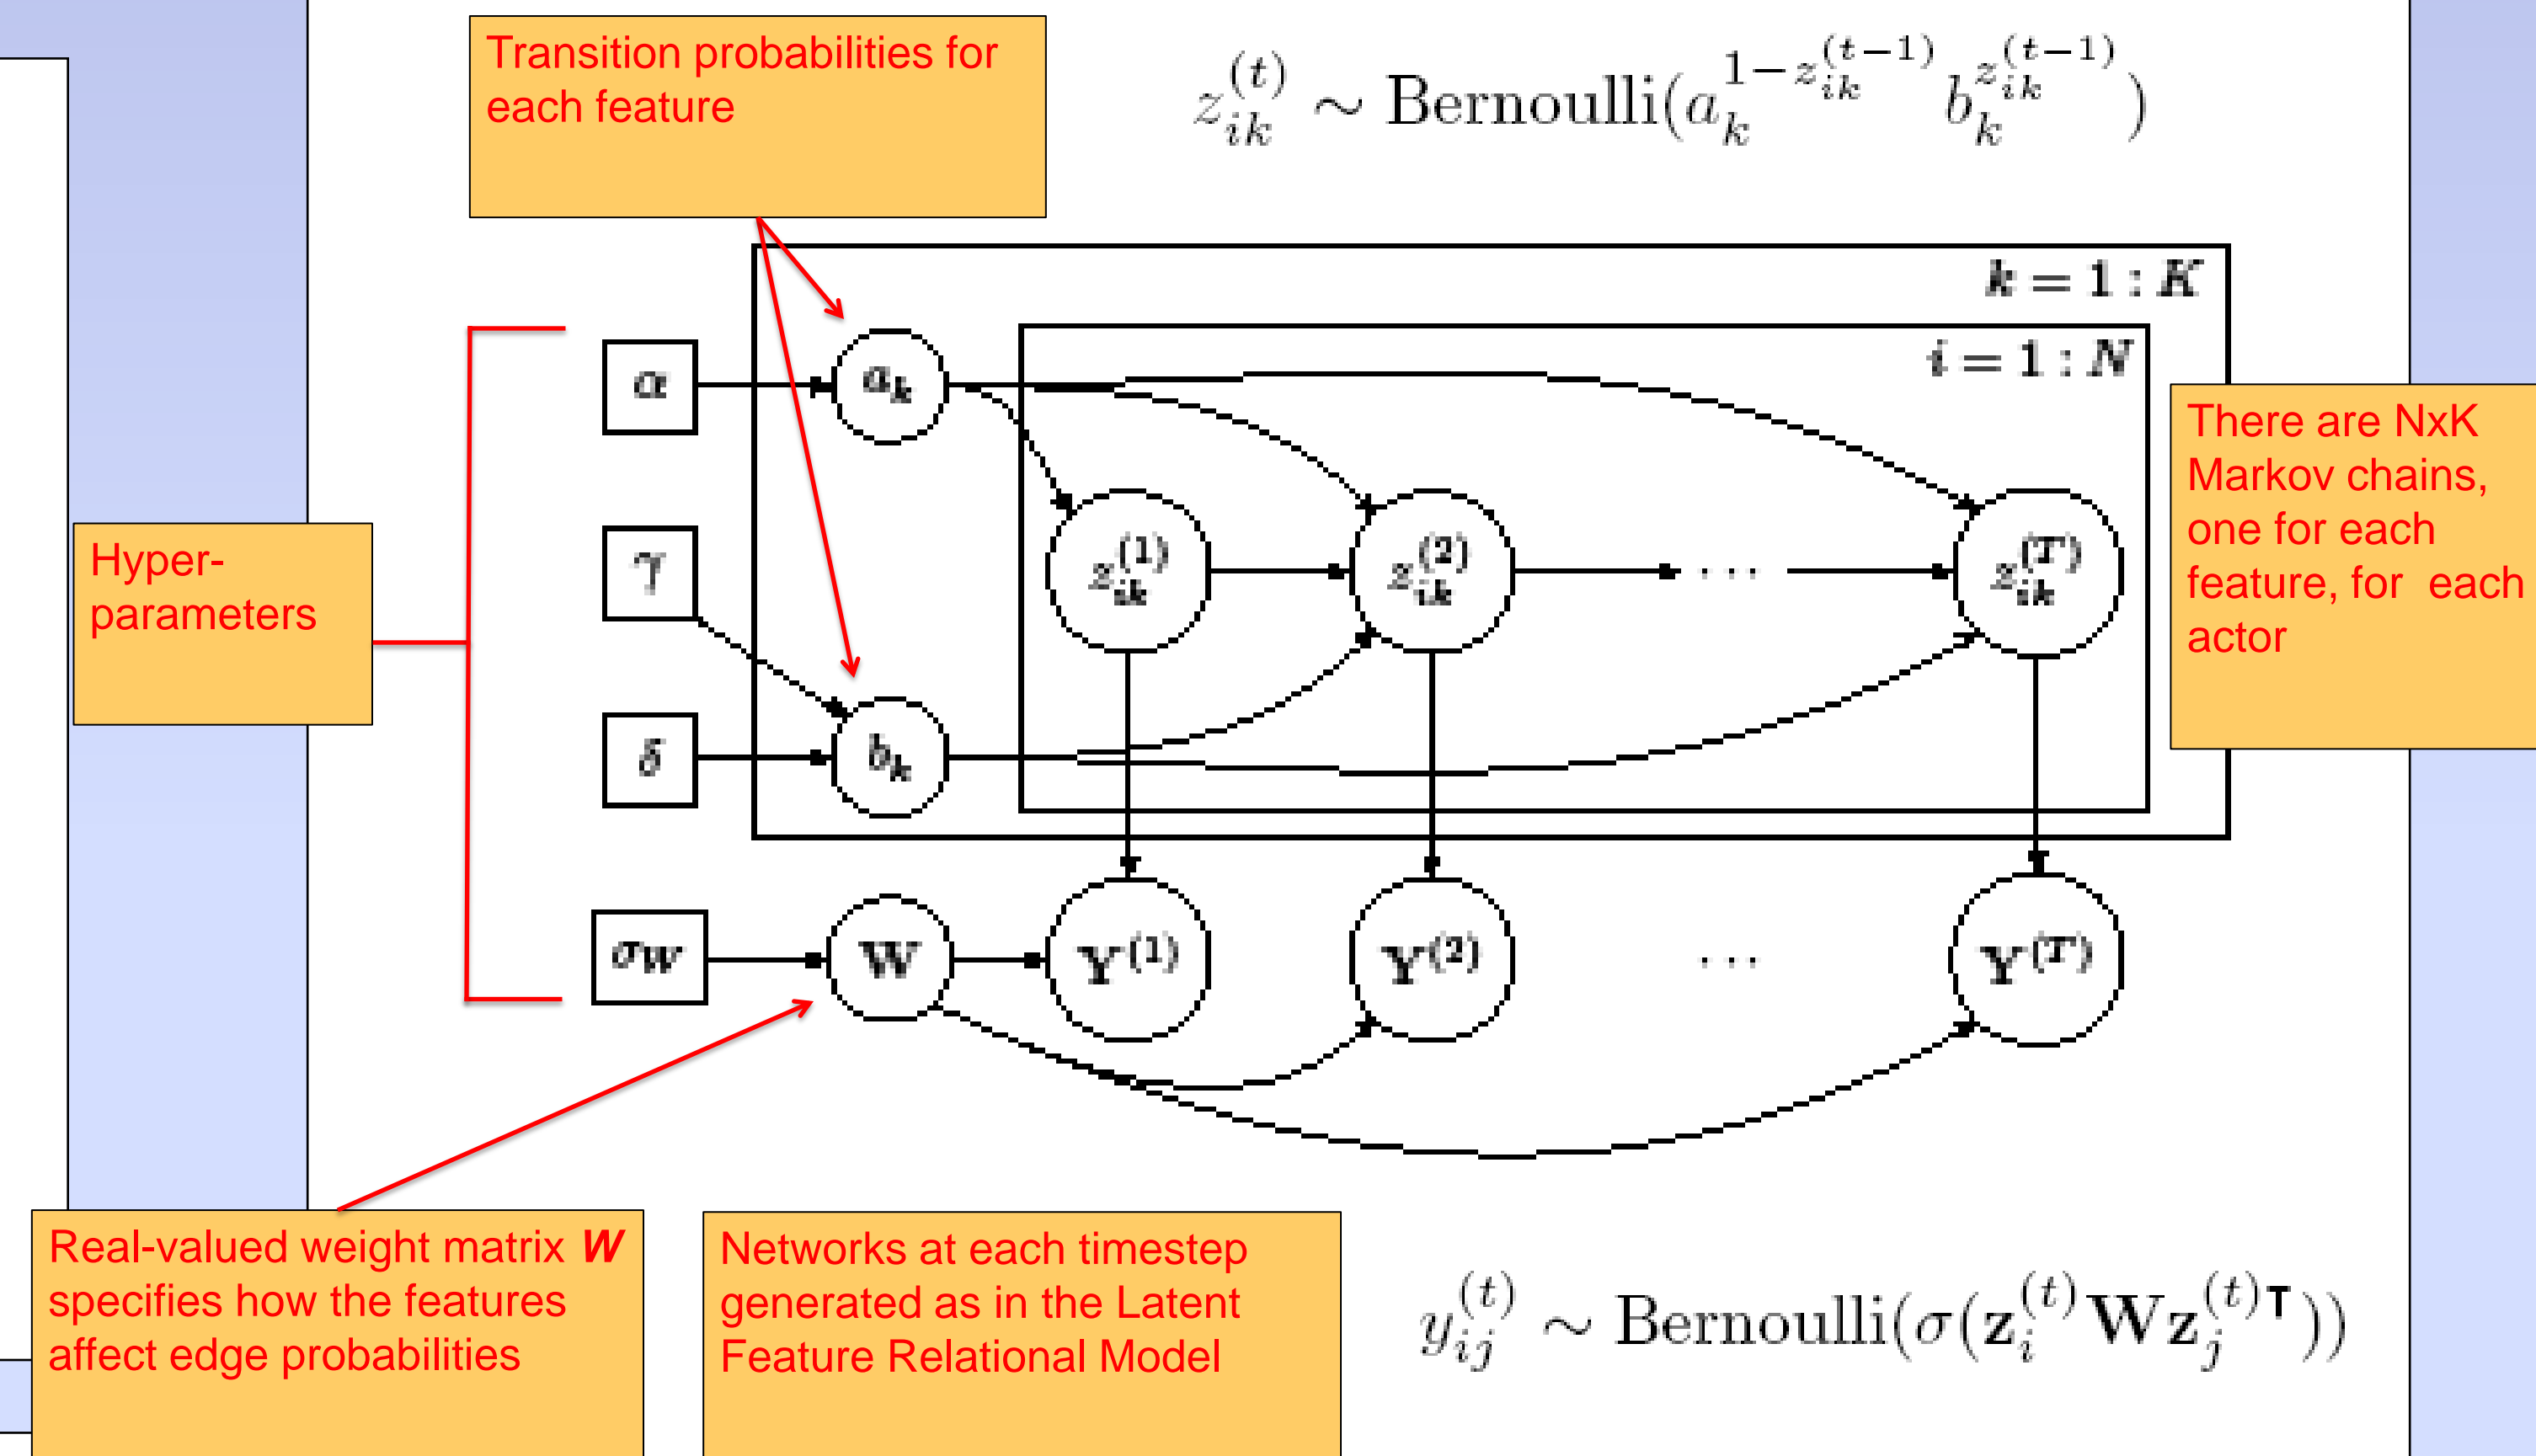 Transition probabilities for
each feature
z_{ik}^{(t)} ∼ Bernoulli(a_k^{1−z_{ik}^{(t−1)}} b_k^{z_{ik}^{(t−1)}})
k = 1 : K
i = 1 : N
α
a_k
There are NxK
Markov chains,
one for each
feature, for each
actor
Hyper-
parameters
γ
z_{ik}^{(1)}
z_{ik}^{(2)}
· · ·
z_{ik}^{(T)}
δ
b_k
σ_W
W
Y^{(1)}
Y^{(2)}
· · ·
Y^{(T)}
Real-valued weight matrix W
specifies how the features
affect edge probabilities
Networks at each timestep
generated as in the Latent
Feature Relational Model
y_{ij}^{(t)} ∼ Bernoulli(σ(z_i^{(t)} W z_j^{(t)⊤}))